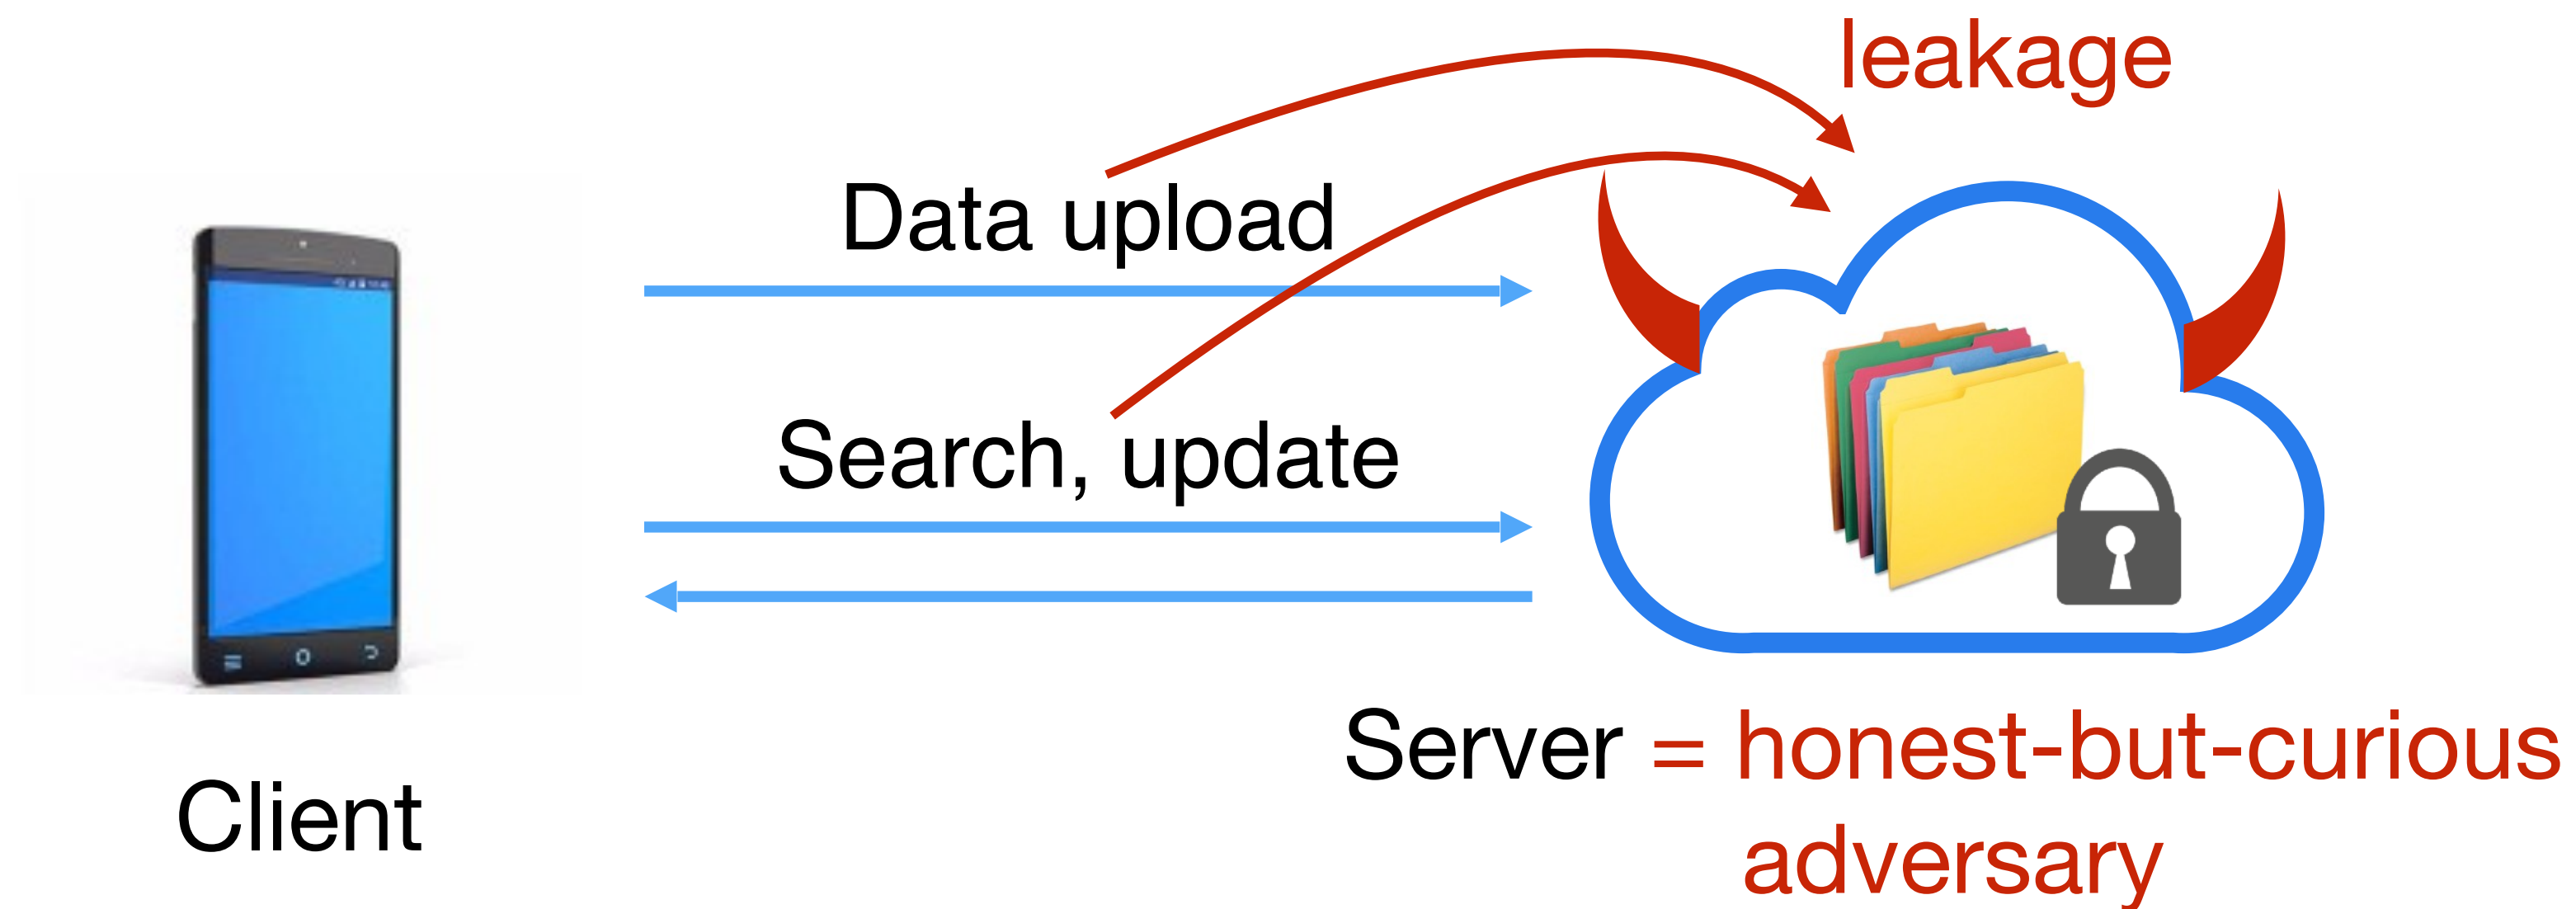 leakage
Data upload
Search, update
Client
Server = honest-but-curious
adversary